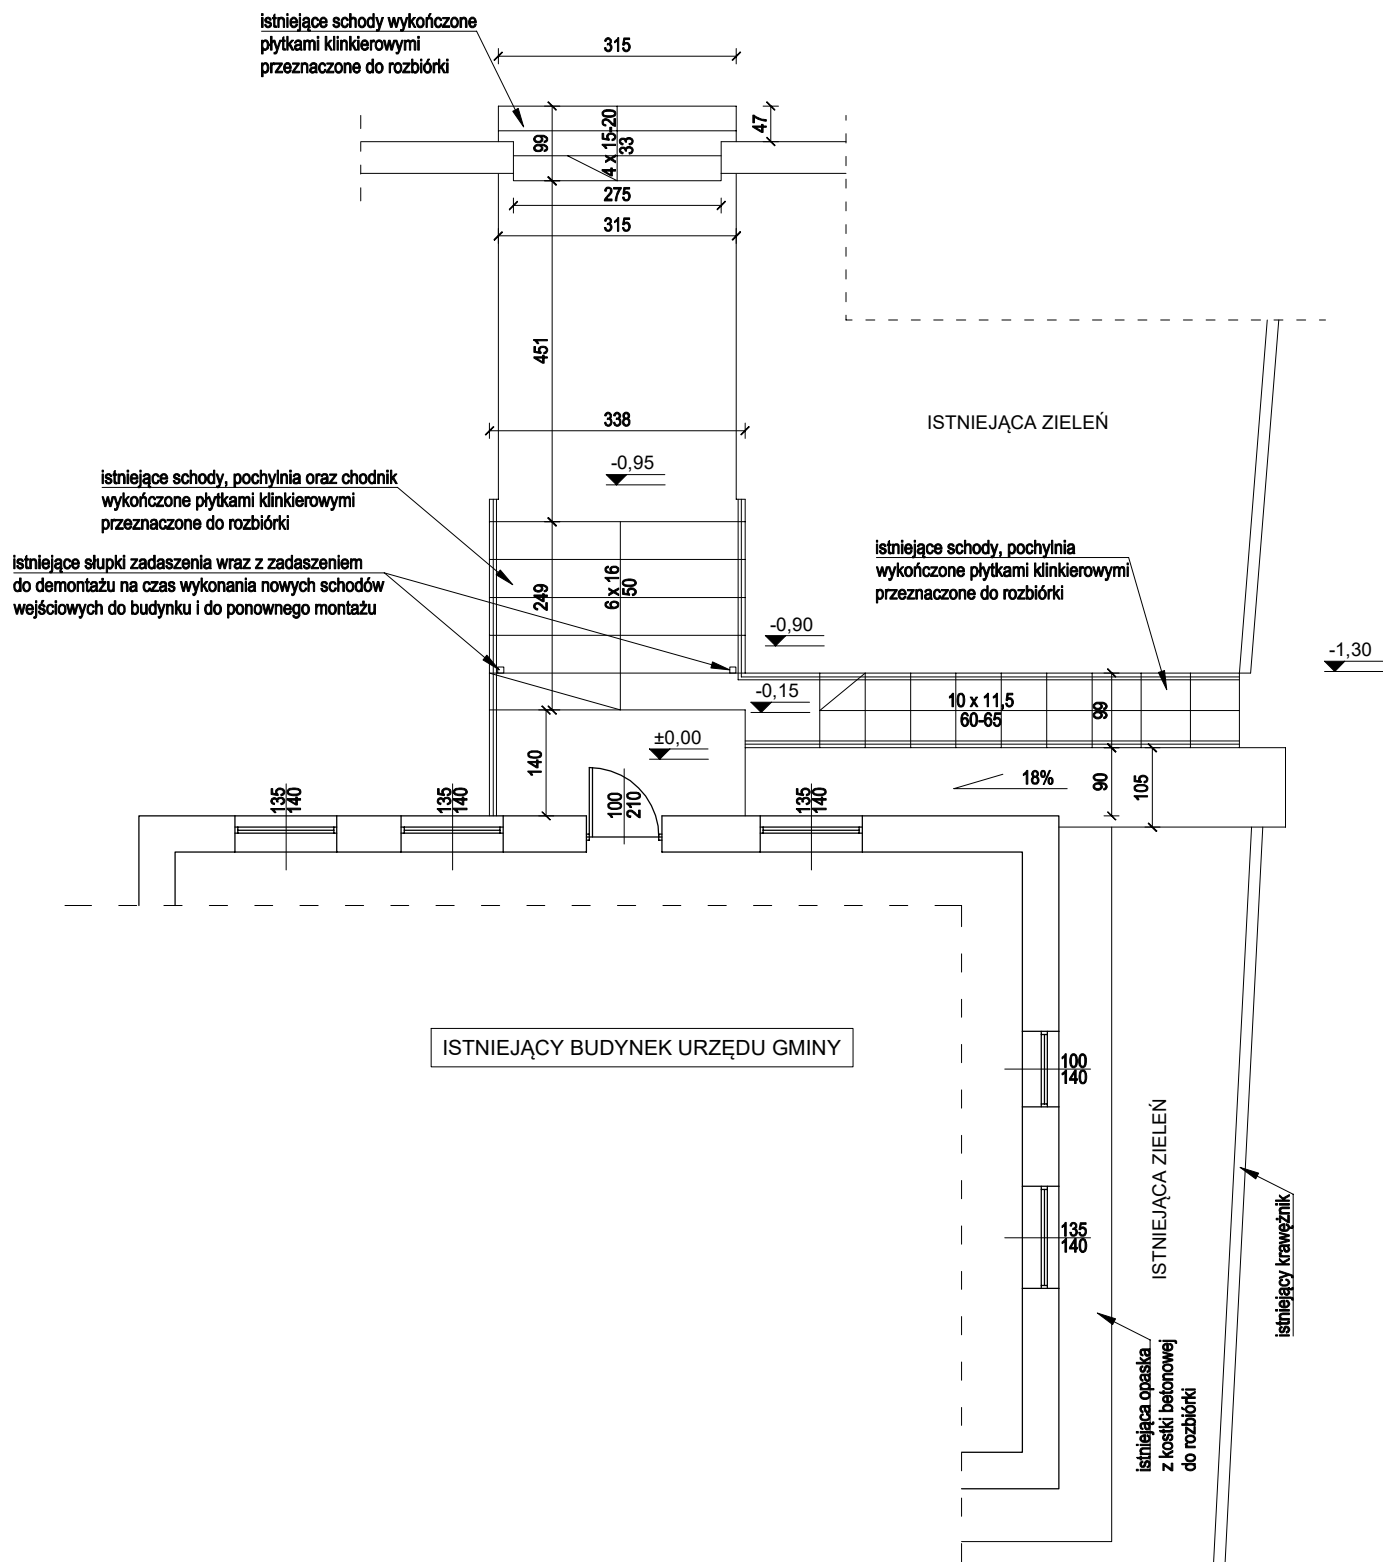 istniejące schody wykończone
płytkami klinkierowymi
przeznaczone do rozbiórki
315
47
99
4 x 15-20
33
275
315
451
338
ISTNIEJĄCA ZIELEŃ
-0,95
istniejące schody, pochylnia oraz chodnik
wykończone płytkami klinkierowymi
przeznaczone do rozbiórki
istniejące słupki zadaszenia wraz z zadaszeniem
do demontażu na czas wykonania nowych schodów
wejściowych do budynku i do ponownego montażu
istniejące schody, pochylnia
wykończone płytkami klinkierowymi
przeznaczone do rozbiórki
249
6 x 16
50
-0,90
-1,30
-0,15
10 x 11,5
60-65
99
±0,00
140
18%
90
105
135
140
135
140
100
210
135
140
ISTNIEJĄCY BUDYNEK URZĘDU GMINY
100
140
135
140
ISTNIEJĄCA ZIELEŃ
istniejący krawężnik
istniejąca opaska
z kostki betonowej
do rozbiórki